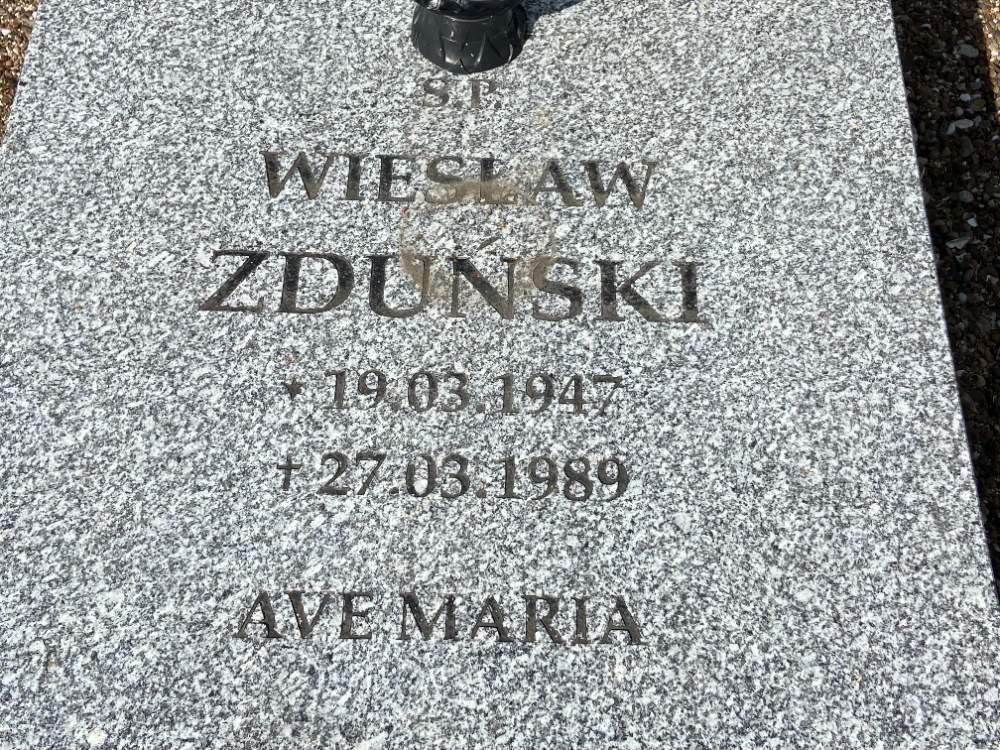 Ś.P.
WIESŁAW
ZDUŃSKI
* 19.03.1947
† 27.03.1989
AVE MARIA